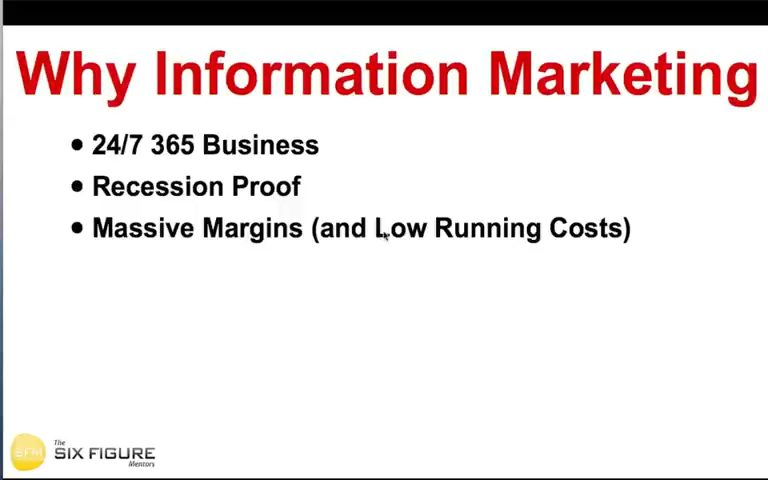 Why Information Marketing
• 24/7 365 Business
• Recession Proof
• Massive Margins (and Low Running Costs)
SFM
The
SIX FIGURE
Mentors